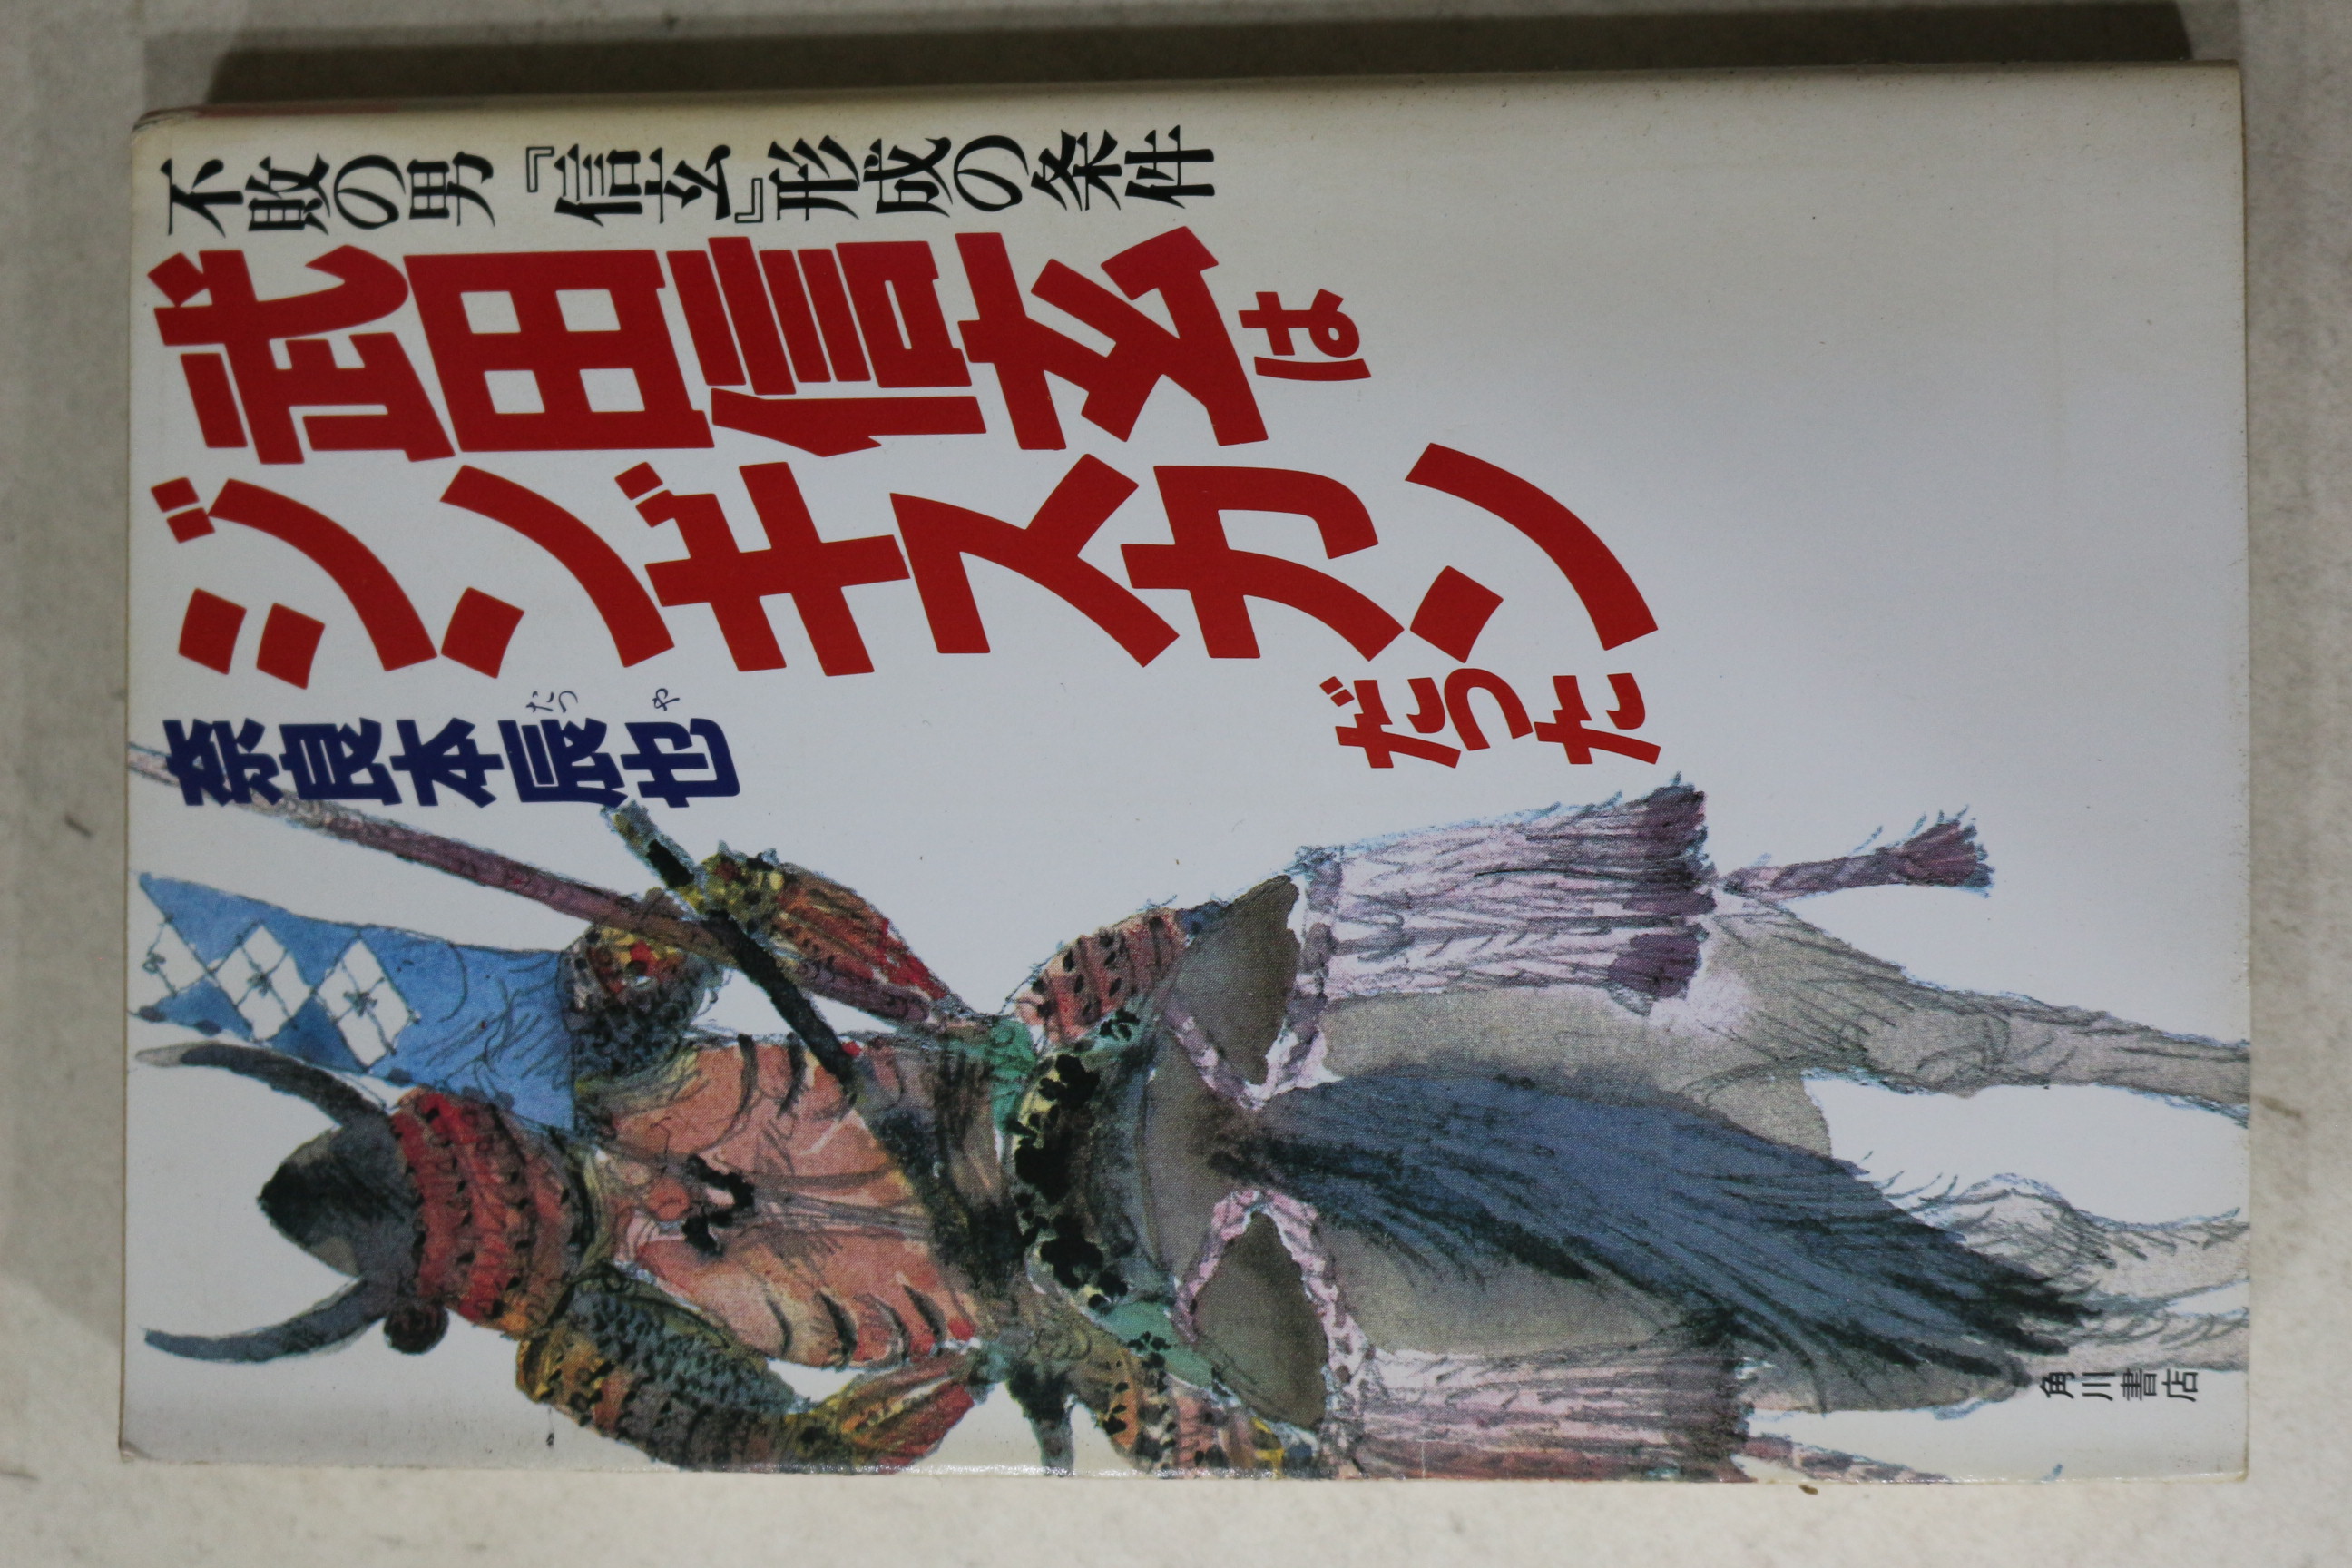 不敗の男『信玄』形成の条件
武田信玄は
ジンギスカン
だった
奈良本辰也
たつや
角川書店